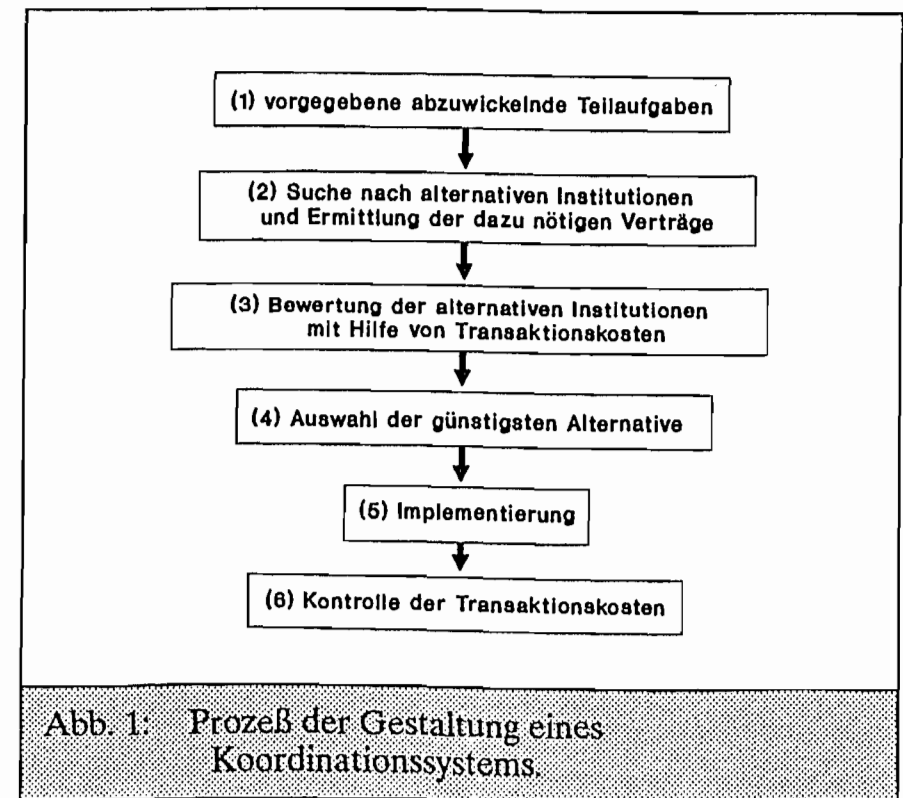 (1) vorgegebene abzuwickelnde Teilaufgaben
(2) Suche nach alternativen Institutionen
und Ermittlung der dazu nötigen Verträge
(3) Bewertung der alternativen Institutionen
mit Hilfe von Transaktionskosten
(4) Auswahl der günstigsten Alternative
(5) Implementierung
(6) Kontrolle der Transaktionskosten
Abb. 1: Prozeß der Gestaltung eines
Koordinationssystems.